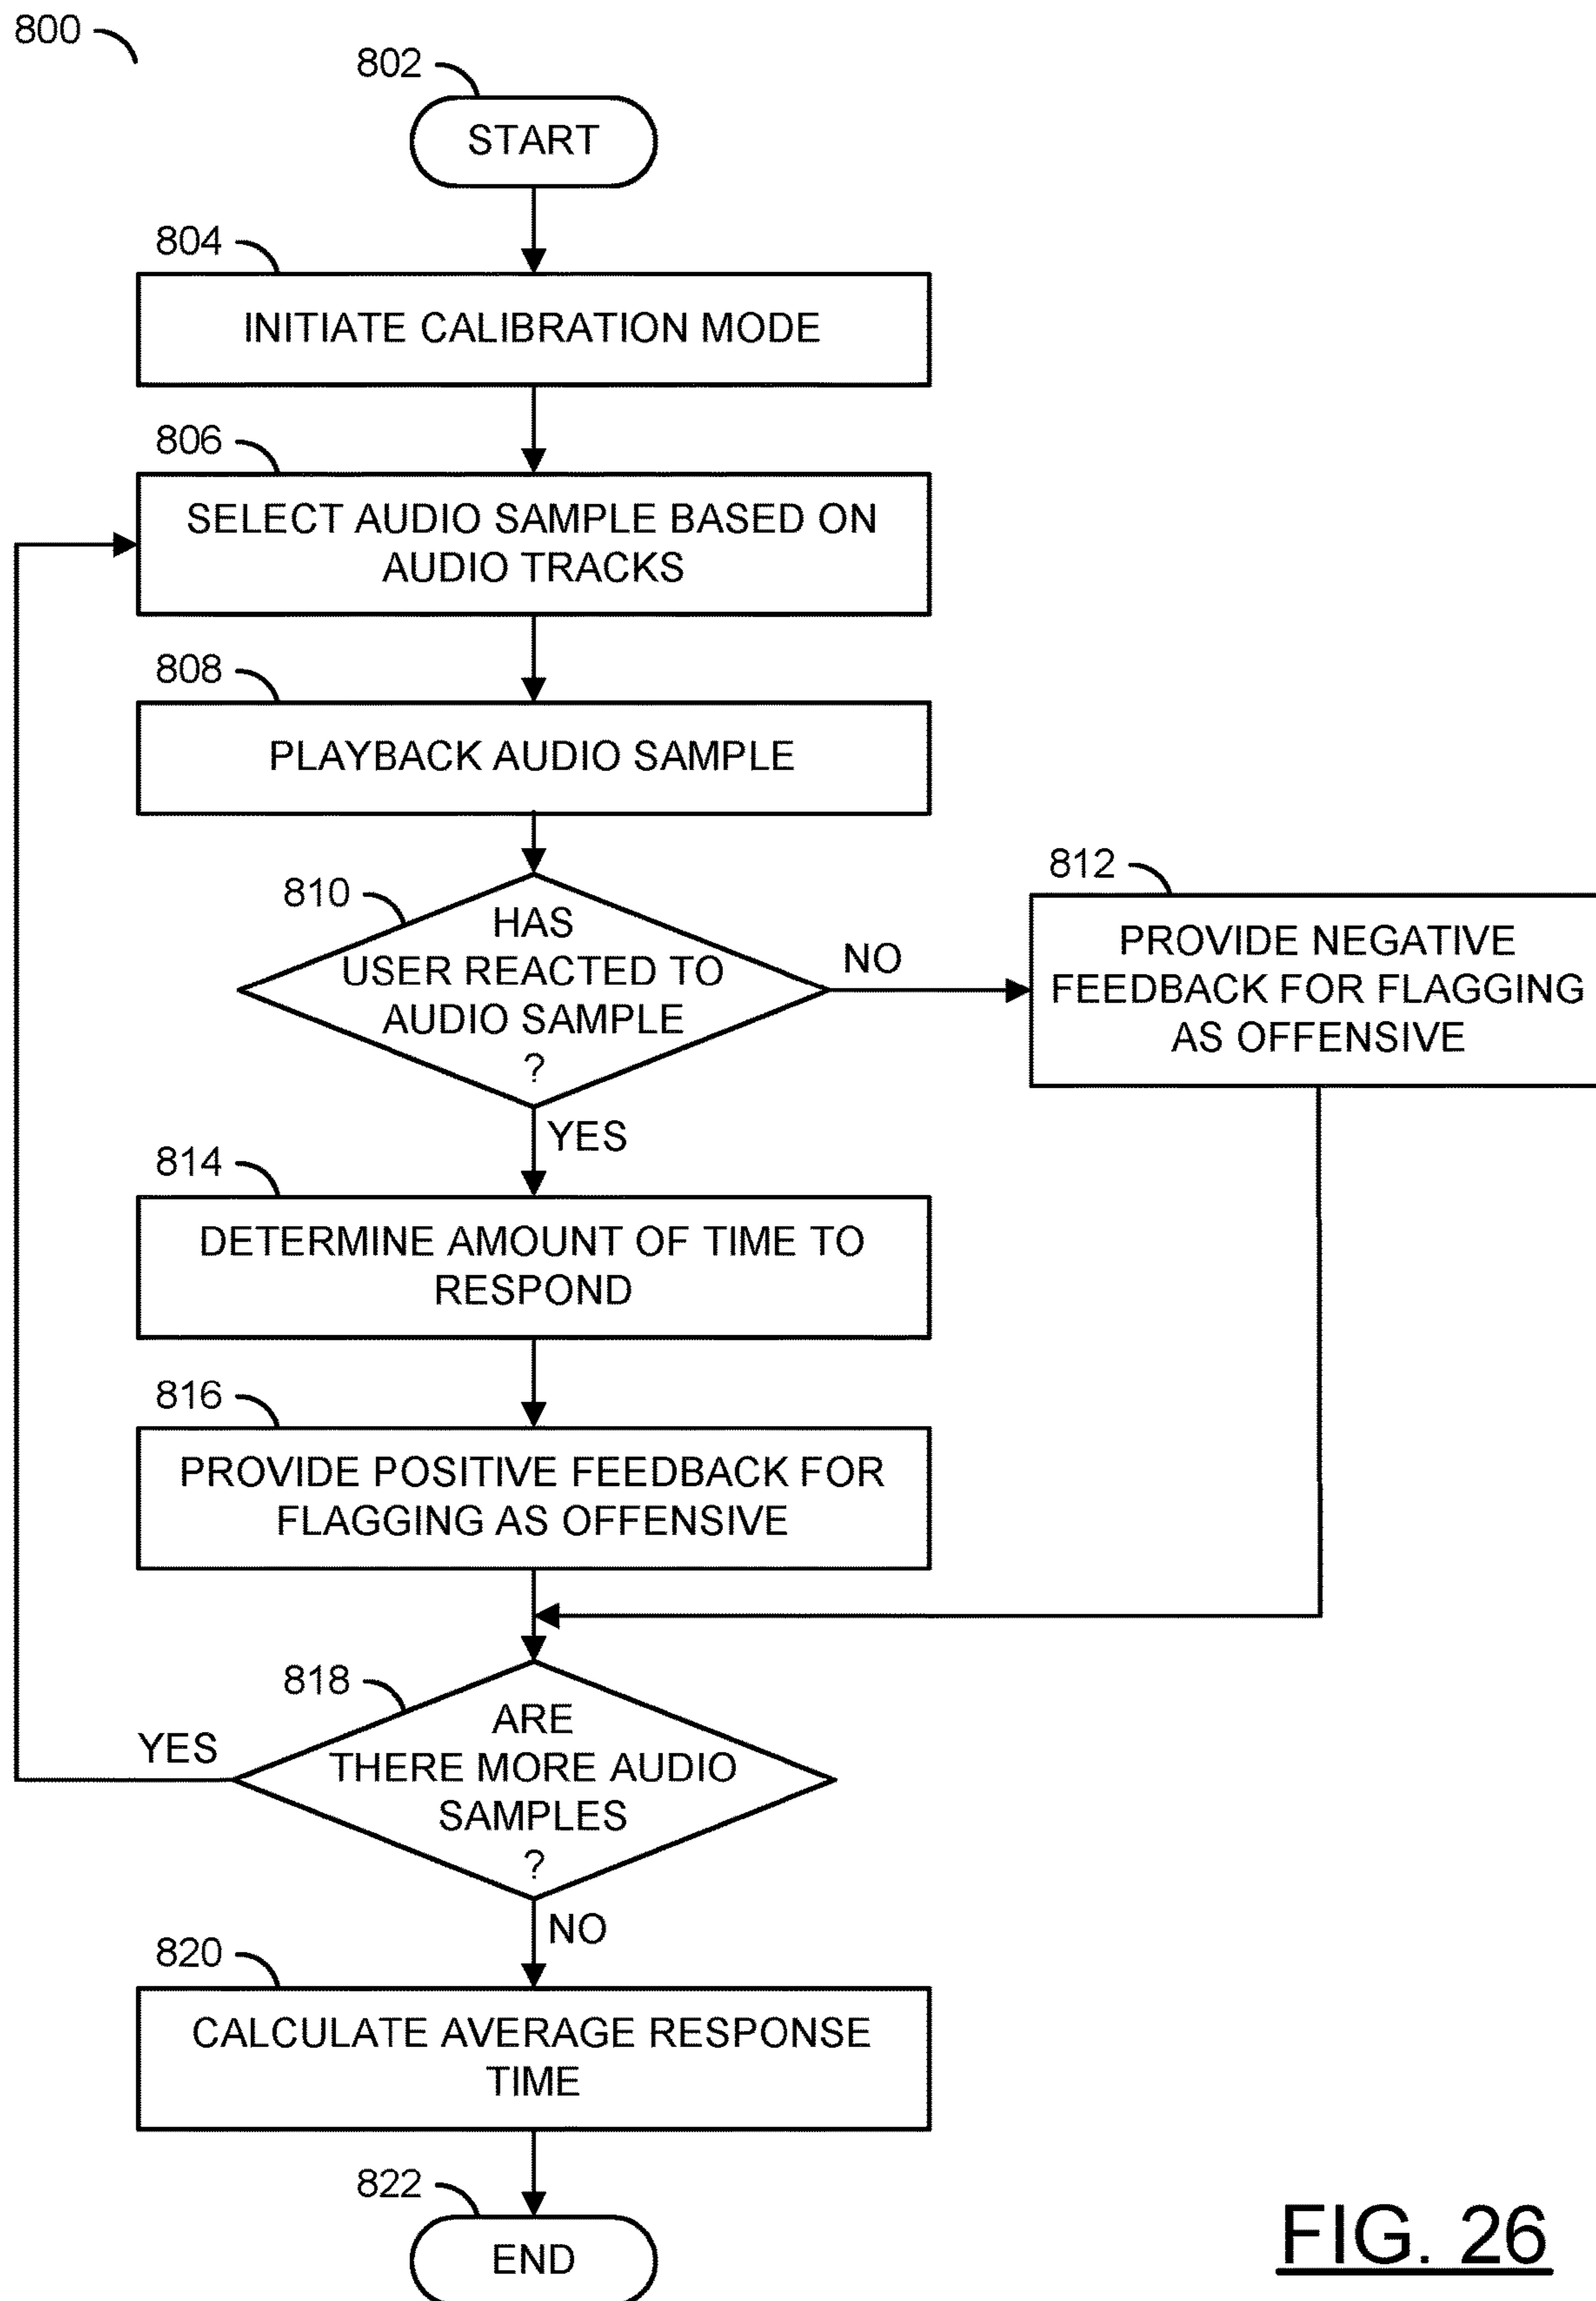 800
802
START
804
INITIATE CALIBRATION MODE
806
SELECT AUDIO SAMPLE BASED ON
AUDIO TRACKS
808
PLAYBACK AUDIO SAMPLE
810
HAS
USER REACTED TO
AUDIO SAMPLE
?
NO
812
PROVIDE NEGATIVE
FEEDBACK FOR FLAGGING
AS OFFENSIVE
YES
814
DETERMINE AMOUNT OF TIME TO
RESPOND
816
PROVIDE POSITIVE FEEDBACK FOR
FLAGGING AS OFFENSIVE
818
ARE
THERE MORE AUDIO
SAMPLES
?
YES
NO
820
CALCULATE AVERAGE RESPONSE
TIME
822
END
FIG. 26